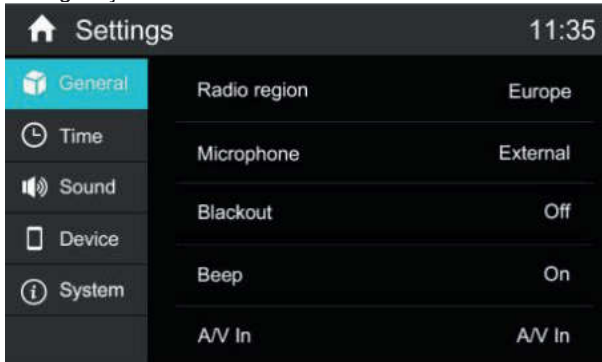 Settings 11:35
General
Time
Sound
Device
System
Radio region Europe
Microphone External
Blackout Off
Beep On
A/V In A/V In